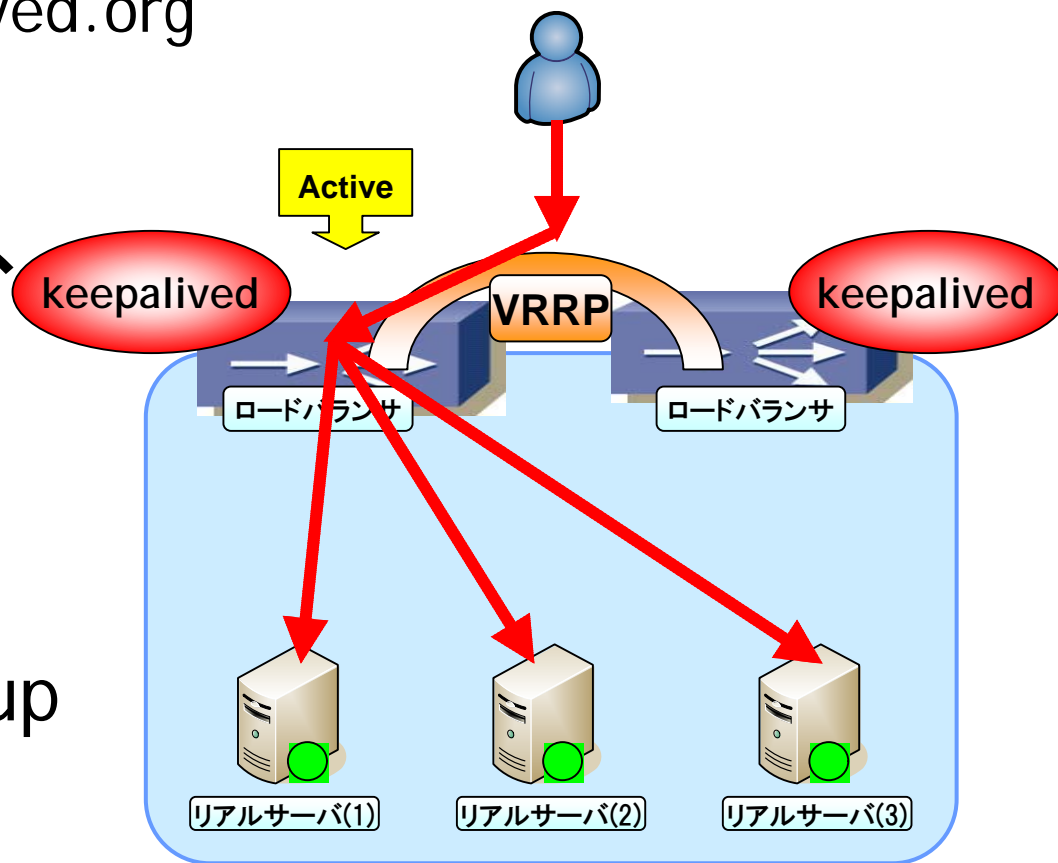 ved.org
Active
keepalived
VRRP
keepalived
ロードバランサ
ロードバランサ
up
リアルサーバ(1)
リアルサーバ(2)
リアルサーバ(3)